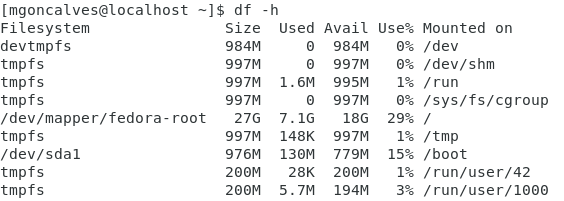 [mgoncalves@localhost ~]$ df -h
Filesystem               Size  Used Avail Use% Mounted on
devtmpfs                 984M     0  984M   0% /dev
tmpfs                    997M     0  997M   0% /dev/shm
tmpfs                    997M  1.6M  995M   1% /run
tmpfs                    997M     0  997M   0% /sys/fs/cgroup
/dev/mapper/fedora-root   27G  7.1G   18G  29% /
tmpfs                    997M  148K  997M   1% /tmp
/dev/sda1                976M  130M  779M  15% /boot
tmpfs                    200M   28K  200M   1% /run/user/42
tmpfs                    200M  5.7M  194M   3% /run/user/1000